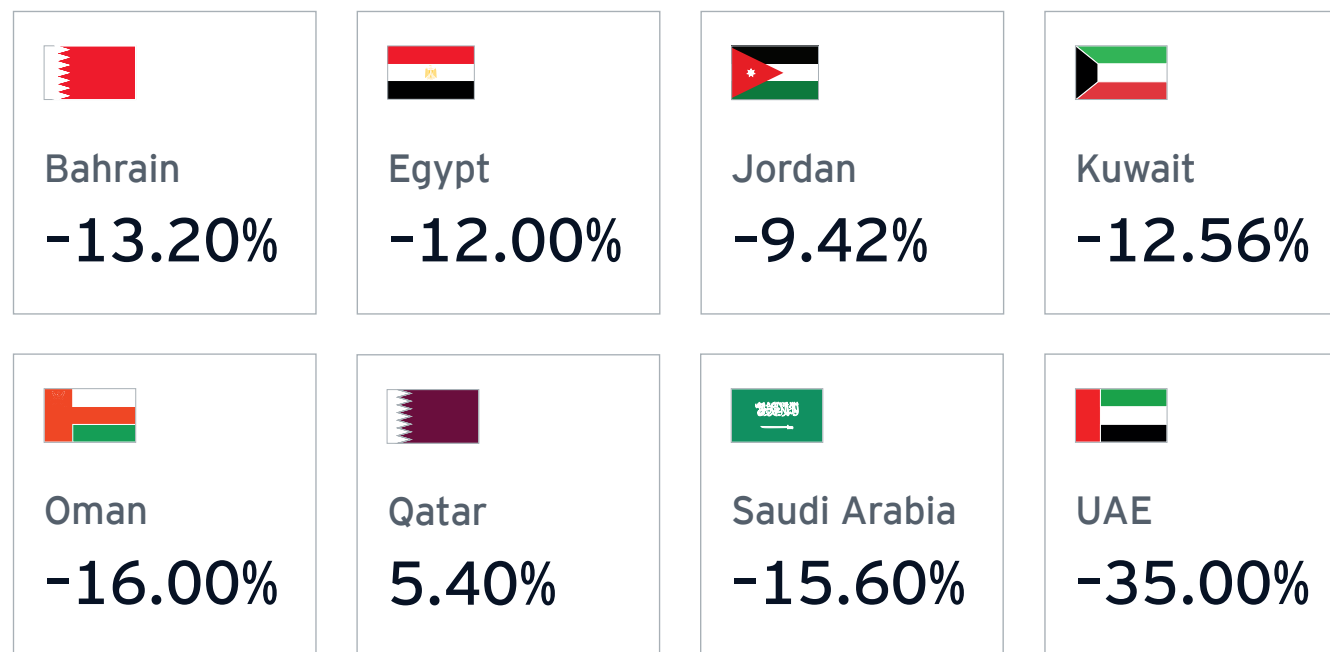 Bahrain
-13.20%
Egypt
-12.00%
Jordan
-9.42%
Kuwait
-12.56%
Oman
-16.00%
Qatar
5.40%
Saudi Arabia
-15.60%
UAE
-35.00%